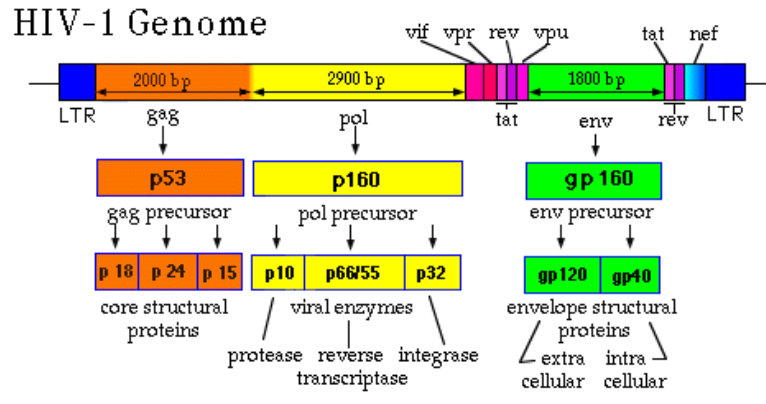 HIV-1 Genome
vif vpr rev vpu tat nef
2000 bp 2900 bp 1800 bp
LTR gag pol tat env rev LTR
p53 p160 gp 160
gag precursor pol precursor env precursor
p 18 p 24 p 15 p10 p66/55 p32 gp120 gp40
core structural viral enzymes envelope structural
proteins proteins
protease reverse integrase extra intra
transcriptase cellular cellular